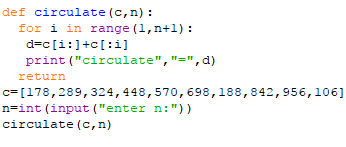 def circulate(c,n):
  for i in range(1,n+1):
   d=c[i:]+c[:i]
   print("circulate","=",d)
  return
c=[178,289,324,448,570,698,188,842,956,106]
n=int(input("enter n:"))
circulate(c,n)